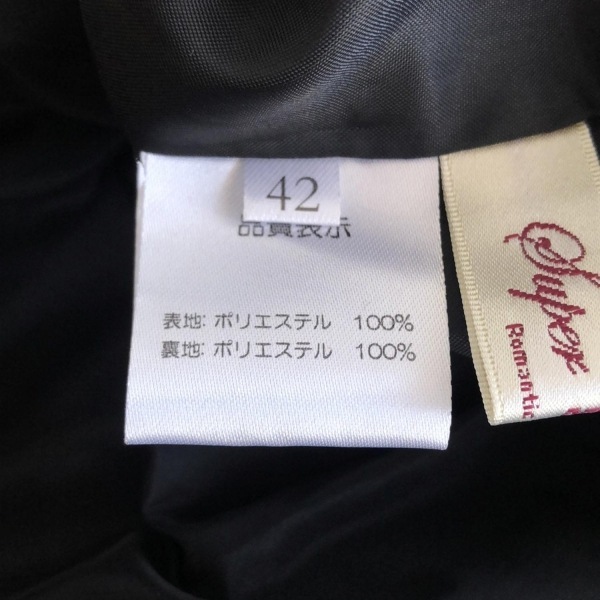 42
品質表示
表地: ポリエステル 100%
裏地: ポリエステル 100%
Super
Romantic